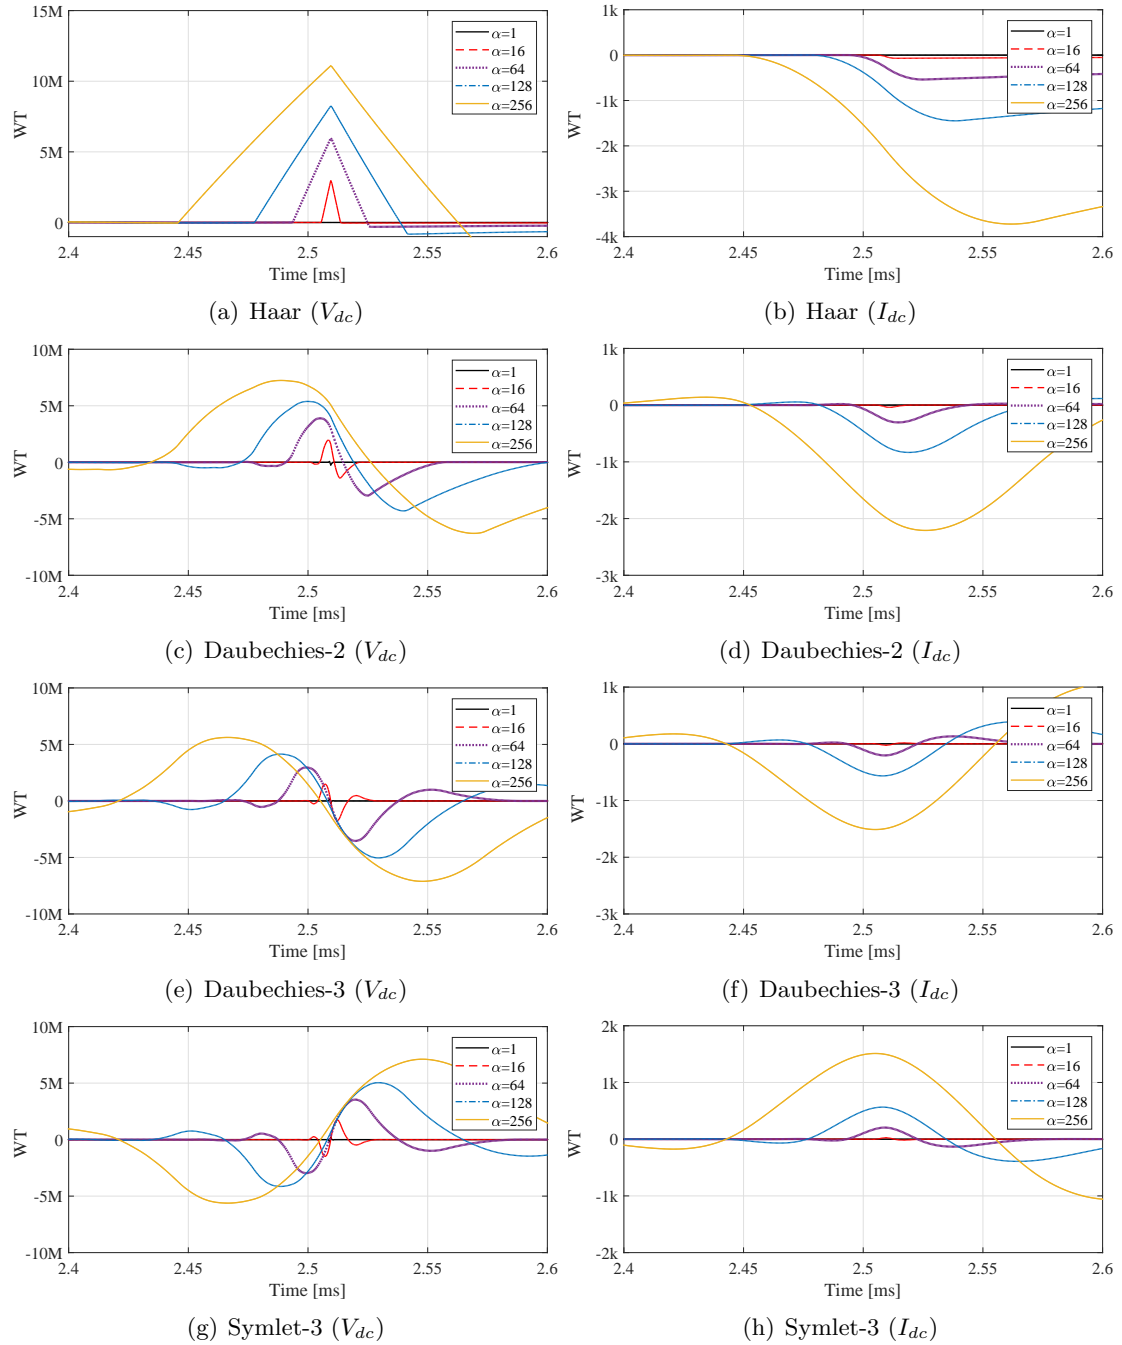 15M
10M
5M
0
WT
2.4 2.45 2.5 2.55 2.6
Time [ms]
α=1
α=16
α=64
α=128
α=256
(a) Haar (V_dc)
1k
0
-1k
-2k
-3k
-4k
WT
2.4 2.45 2.5 2.55 2.6
Time [ms]
α=1
α=16
α=64
α=128
α=256
(b) Haar (I_dc)
10M
5M
0
-5M
-10M
WT
2.4 2.45 2.5 2.55 2.6
Time [ms]
α=1
α=16
α=64
α=128
α=256
(c) Daubechies-2 (V_dc)
1k
0
-1k
-2k
-3k
WT
2.4 2.45 2.5 2.55 2.6
Time [ms]
α=1
α=16
α=64
α=128
α=256
(d) Daubechies-2 (I_dc)
10M
5M
0
-5M
-10M
WT
2.4 2.45 2.5 2.55 2.6
Time [ms]
α=1
α=16
α=64
α=128
α=256
(e) Daubechies-3 (V_dc)
1k
0
-1k
-2k
-3k
WT
2.4 2.45 2.5 2.55 2.6
Time [ms]
α=1
α=16
α=64
α=128
α=256
(f) Daubechies-3 (I_dc)
10M
5M
0
-5M
-10M
WT
2.4 2.45 2.5 2.55 2.6
Time [ms]
α=1
α=16
α=64
α=128
α=256
(g) Symlet-3 (V_dc)
2k
1k
0
-1k
-2k
WT
2.4 2.45 2.5 2.55 2.6
Time [ms]
α=1
α=16
α=64
α=128
α=256
(h) Symlet-3 (I_dc)